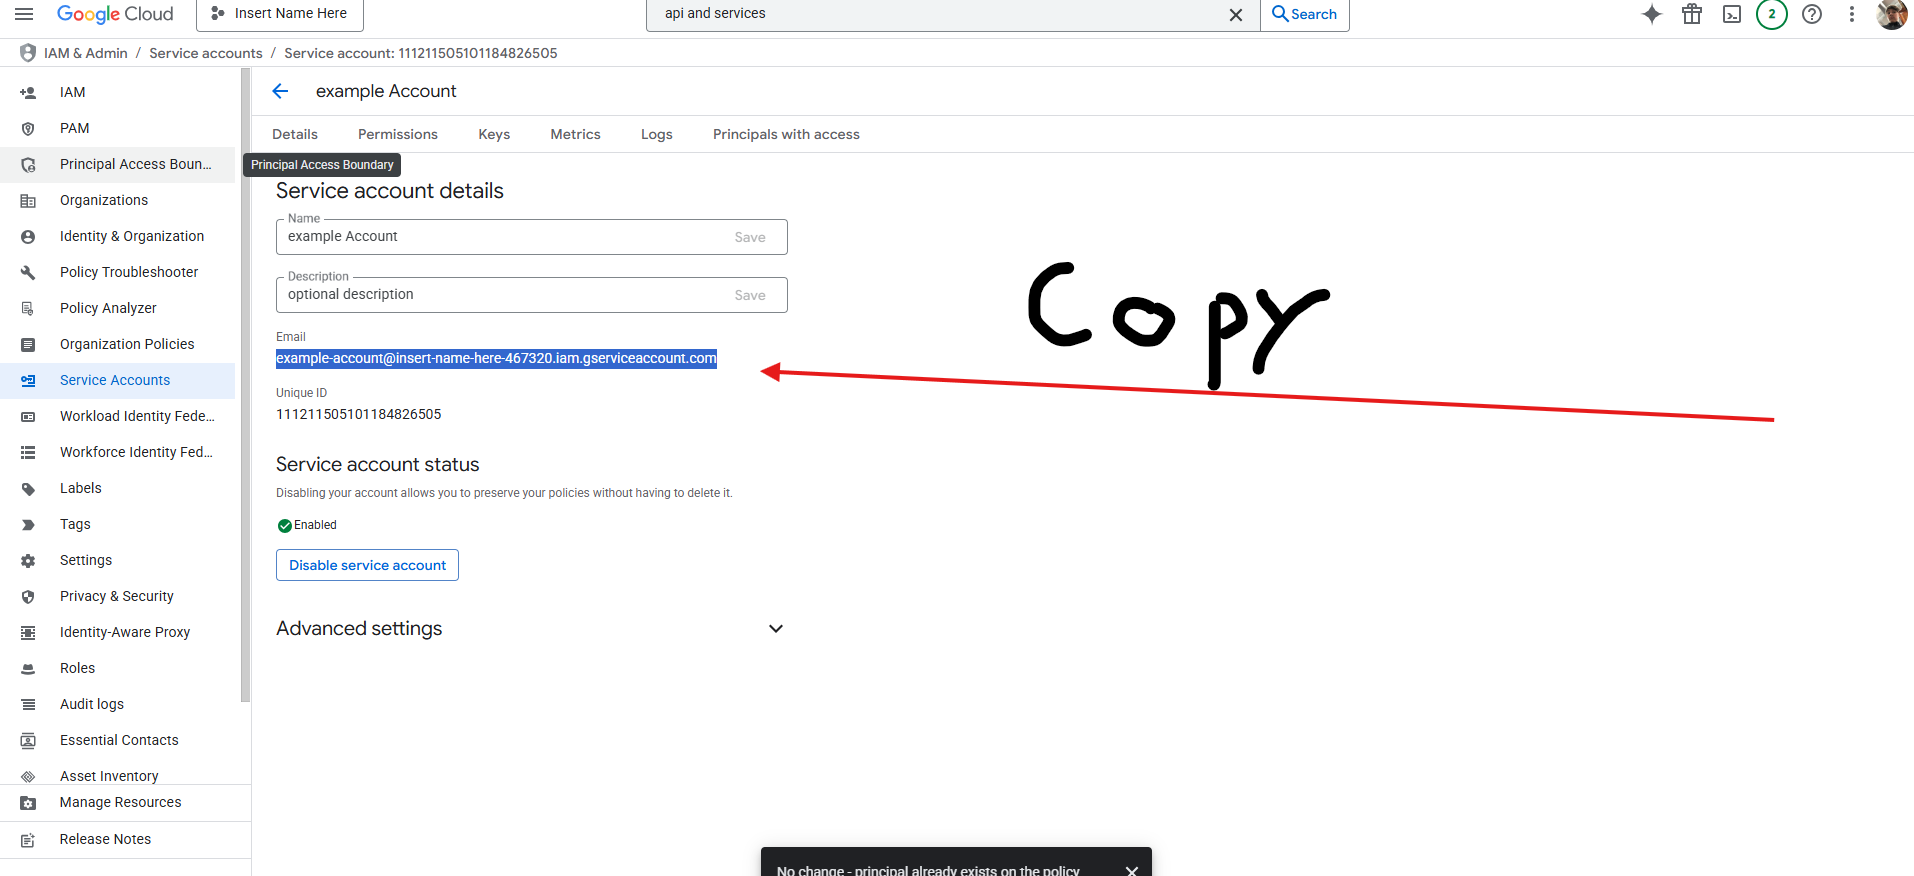 Google Cloud
Insert Name Here
api and services
Search
2
IAM & Admin / Service accounts / Service account: 111211505101184826505
IAM
PAM
Principal Access Boun...
Organizations
Identity & Organization
Policy Troubleshooter
Policy Analyzer
Organization Policies
Service Accounts
Workload Identity Fede...
Workforce Identity Fed...
Labels
Tags
Settings
Privacy & Security
Identity-Aware Proxy
Roles
Audit logs
Essential Contacts
Asset Inventory
Manage Resources
Release Notes
example Account
Details Permissions Keys Metrics Logs Principals with access
Principal Access Boundary
Service account details
Name
example Account Save
Description
optional description Save
Email
example-account@insert-name-here-467320.iam.gserviceaccount.com
Unique ID
111211505101184826505
Service account status
Disabling your account allows you to preserve your policies without having to delete it.
Enabled
Disable service account
Advanced settings
Copy
No change - principal already exists on the policy